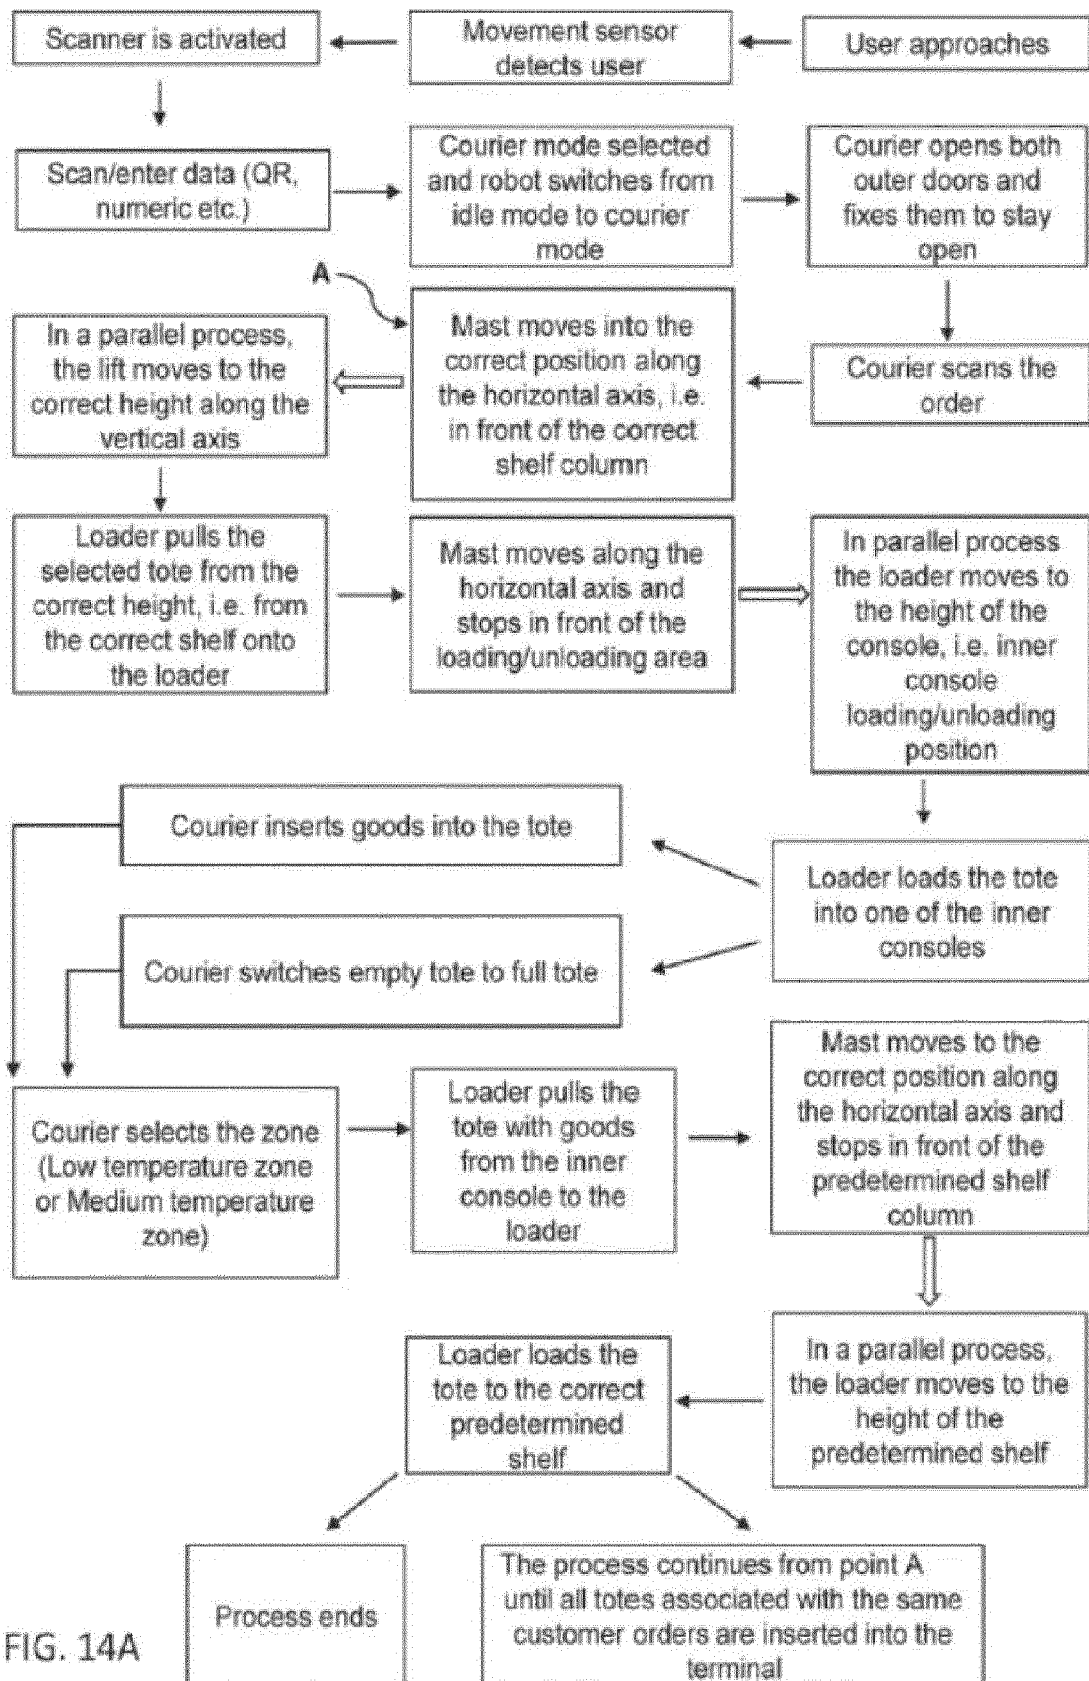 User approaches
Movement sensor
detects user
Scanner is activated
Scan/enter data (QR,
numeric etc.)
Courier mode selected
and robot switches from
idle mode to courier
mode
Courier opens both
outer doors and
fixes them to stay
open
Courier scans the
order
A
Mast moves into the
correct position along
the horizontal axis, i.e.
in front of the correct
shelf column
In a parallel process,
the lift moves to the
correct height along the
vertical axis
Loader pulls the
selected tote from the
correct height, i.e. from
the correct shelf onto
the loader
Mast moves along the
horizontal axis and
stops in front of the
loading/unloading area
In parallel process
the loader moves to
the height of the
console, i.e. inner
console
loading/unloading
position
Loader loads the tote
into one of the inner
consoles
Courier inserts goods into the tote
Courier switches empty tote to full tote
Courier selects the zone
(Low temperature zone
or Medium temperature
zone)
Loader pulls the
tote with goods
from the inner
console to the
loader
Mast moves to the
correct position along
the horizontal axis and
stops in front of the
predetermined shelf
column
In a parallel process,
the loader moves to the
height of the
predetermined shelf
Loader loads the
tote to the correct
predetermined
shelf
Process ends
The process continues from point A
until all totes associated with the same
customer orders are inserted into the
terminal
FIG. 14A